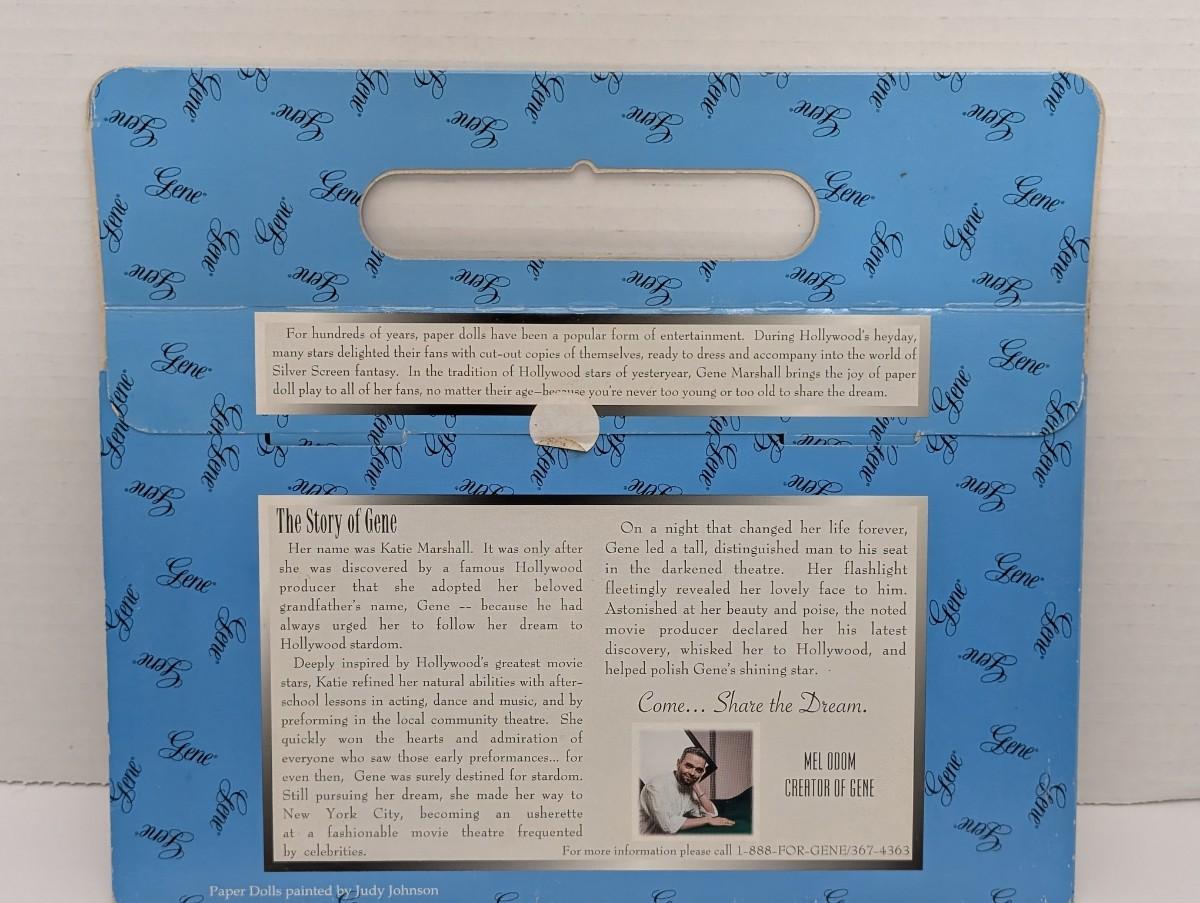 Gene®
For hundreds of years, paper dolls have been a popular form of entertainment. During Hollywood's heyday,
many stars delighted their fans with cut-out copies of themselves, ready to dress and accompany into the world of
Silver Screen fantasy. In the tradition of Hollywood stars of yesteryear, Gene Marshall brings the joy of paper
doll play to all of her fans, no matter their age—because you're never too young or too old to share the dream.
The Story of Gene
Her name was Katie Marshall. It was only after
she was discovered by a famous Hollywood
producer that she adopted her beloved
grandfather's name, Gene -- because he had
always urged her to follow her dream to
Hollywood stardom.
Deeply inspired by Hollywood's greatest movie
stars, Katie refined her natural abilities with after-
school lessons in acting, dance and music, and by
preforming in the local community theatre. She
quickly won the hearts and admiration of
everyone who saw those early preformances... for
even then, Gene was surely destined for stardom.
Still pursuing her dream, she made her way to
New York City, becoming an usherette
at a fashionable movie theatre frequented
by celebrities.
On a night that changed her life forever,
Gene led a tall, distinguished man to his seat
in the darkened theatre. Her flashlight
fleetingly revealed her lovely face to him.
Astonished at her beauty and poise, the noted
movie producer declared her his latest
discovery, whisked her to Hollywood, and
helped polish Gene's shining star.
Come... Share the Dream.
MEL ODOM
CREATOR OF GENE
For more information please call 1-888-FOR-GENE/367-4363
Paper Dolls painted by Judy Johnson